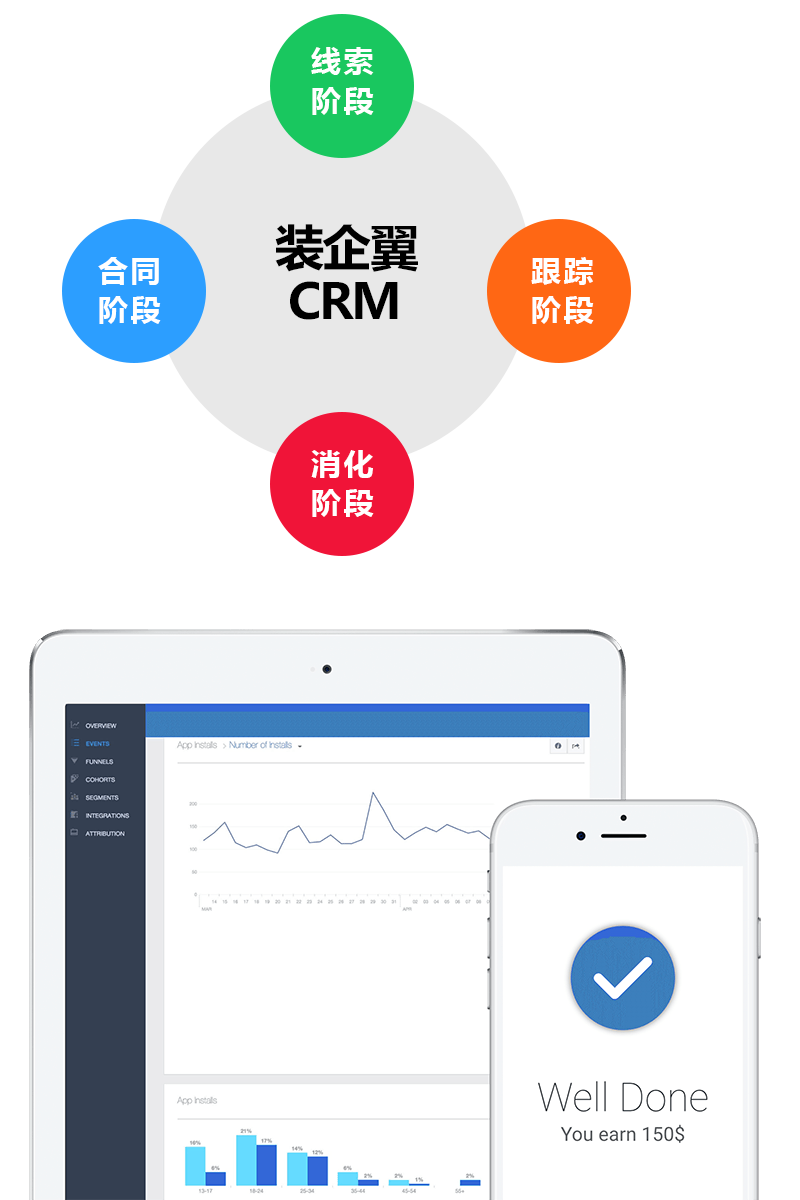 线索
阶段
装企翼
CRM
合同
阶段
跟踪
阶段
消化
阶段
OVERVIEW
EVENTS
FUNNELS
COHORTS
SEGMENTS
INTEGRATIONS
ATTRIBUTION
App Installs > Number of Installs
200
150
100
50
0
14 15 16 17 18 19 20 21 22 23 24 25 26 27 28 29 30 31 02 03 04 05 06 07 08
MAR APR
Well Done
You earn 150$
App Installs
16% 6% 21% 17% 14% 12% 6% 2% 2% 1% 2%
13-17 18-24 25-34 35-44 45-54 55+